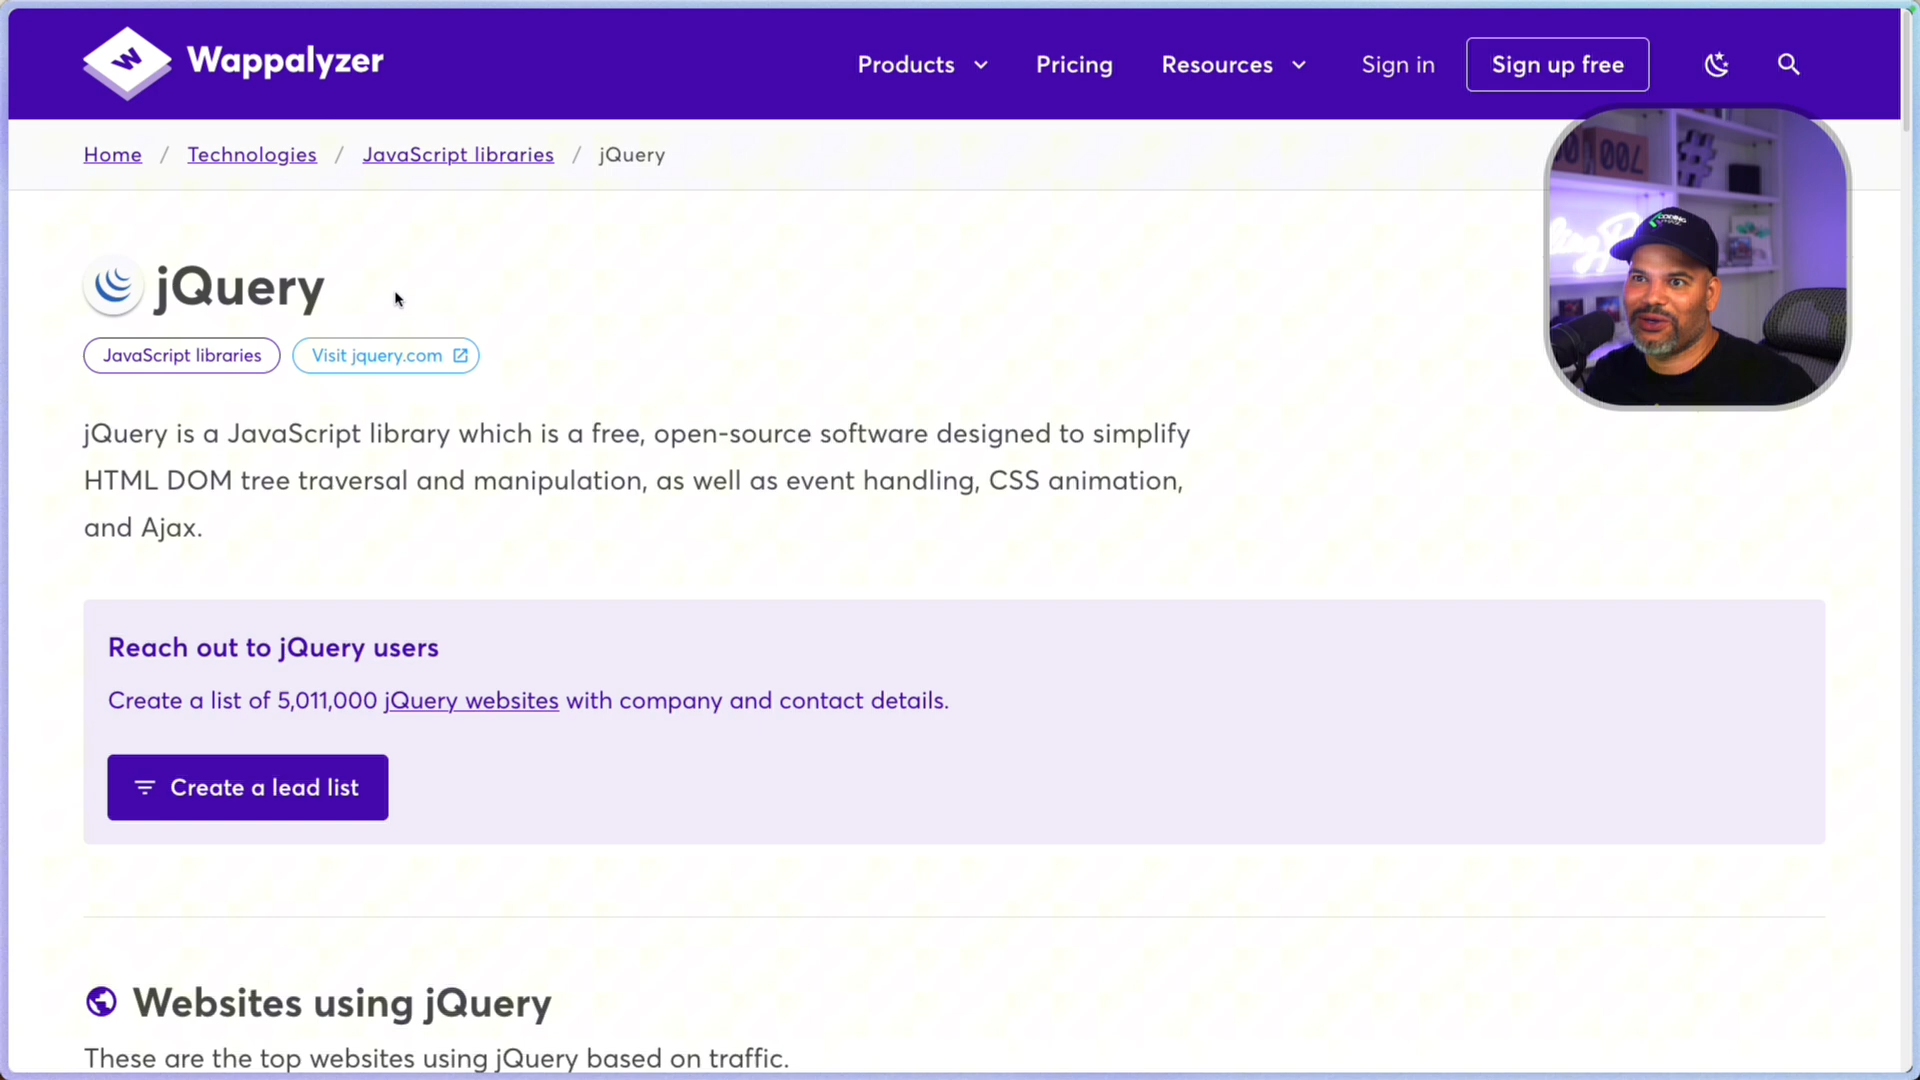 Wappalyzer
Products
Pricing
Resources
Sign in
Sign up free
Home / Technologies / JavaScript libraries / jQuery
jQuery
JavaScript libraries
Visit jquery.com
jQuery is a JavaScript library which is a free, open-source software designed to simplify
HTML DOM tree traversal and manipulation, as well as event handling, CSS animation,
and Ajax.
Reach out to jQuery users
Create a list of 5,011,000 jQuery websites with company and contact details.
Create a lead list
Websites using jQuery
These are the top websites using jQuery based on traffic.